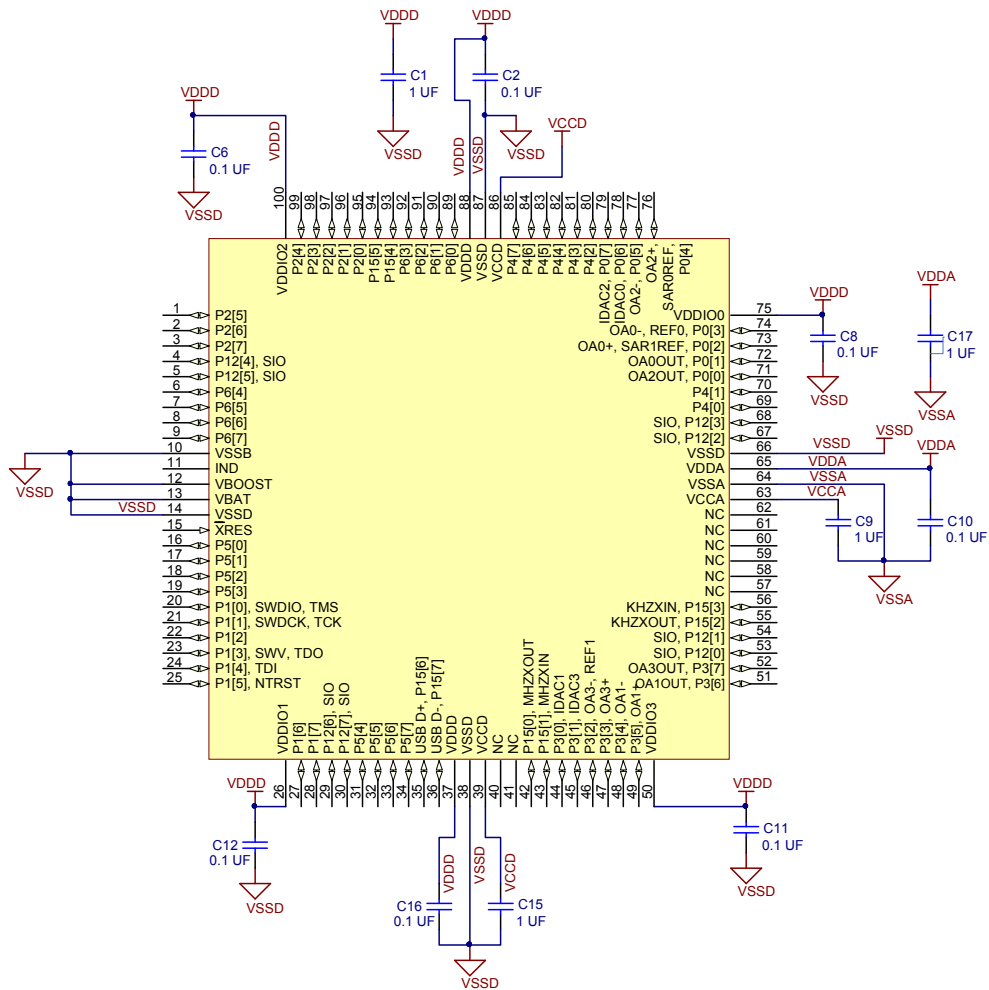 VDDD
VDDD
C1
1 UF
C2
0.1 UF
VDDD
VCCD
C6
0.1 UF
VDDD
VDDD
VSSD
VSSD
VSSD
VSSD
100
99
98
97
96
95
94
93
92
91
90
89
88
87
86
85
84
83
82
81
80
79
78
77
76
VDDIO2
P2[4]
P2[3]
P2[2]
P2[1]
P2[0]
P15[5]
P15[4]
P6[3]
P6[2]
P6[1]
P6[0]
VDDD
VSSD
VCCD
P4[7]
P4[6]
P4[5]
P4[4]
P4[3]
P4[2]
IDAC2, P0[7]
IDAC0, P0[6]
OA2-, P0[5]
OA2+,
SAR0REF,
P0[4]
1 P2[5]
2 P2[6]
3 P2[7]
4 P12[4], SIO
5 P12[5], SIO
6 P6[4]
7 P6[5]
8 P6[6]
9 P6[7]
10 VSSB
11 IND
12 VBOOST
13 VBAT
VSSD 14 VSSD
15 XRES
16 P5[0]
17 P5[1]
18 P5[2]
19 P5[3]
20 P1[0], SWDIO, TMS
21 P1[1], SWDCK, TCK
22 P1[2]
23 P1[3], SWV, TDO
24 P1[4], TDI
25 P1[5], NTRST
VSSD
VDDIO0 75
OA0-, REF0, P0[3] 74
OA0+, SAR1REF, P0[2] 73
OA0OUT, P0[1] 72
OA2OUT, P0[0] 71
P4[1] 70
P4[0] 69
SIO, P12[3] 68
SIO, P12[2] 67
VSSD 66 VSSD
VDDA 65 VDDA
VSSA 64 VSSA
VCCA 63 VCCA
NC 62
NC 61
NC 60
NC 59
NC 58
NC 57
KHZXIN, P15[3] 56
KHZXOUT, P15[2] 55
SIO, P12[1] 54
SIO, P12[0] 53
OA3OUT, P3[7] 52
OA1OUT, P3[6] 51
VDDD
C8
0.1 UF
VSSD
VDDA
C17
1 UF
VSSA
VSSD
VDDA
C9
1 UF
C10
0.1 UF
VSSA
VDDIO1
P1[6]
P1[7]
P12[6], SIO
P12[7], SIO
P5[4]
P5[5]
P5[6]
P5[7]
USB D+, P15[6]
USB D-, P15[7]
VDDD
VSSD
VCCD
NC
NC
P15[0], MHZXOUT
P15[1], MHZXIN
P3[0], IDAC1
P3[1], IDAC3
P3[2], OA3-, REF1
P3[3], OA3+
P3[4], OA1-
P3[5], OA1+
VDDIO3
26
27
28
29
30
31
32
33
34
35
36
37
38
39
40
41
42
43
44
45
46
47
48
49
50
VDDD
C12
0.1 UF
VSSD
VDDD
VSSD
VCCD
C16
0.1 UF
C15
1 UF
VSSD
VDDD
C11
0.1 UF
VSSD